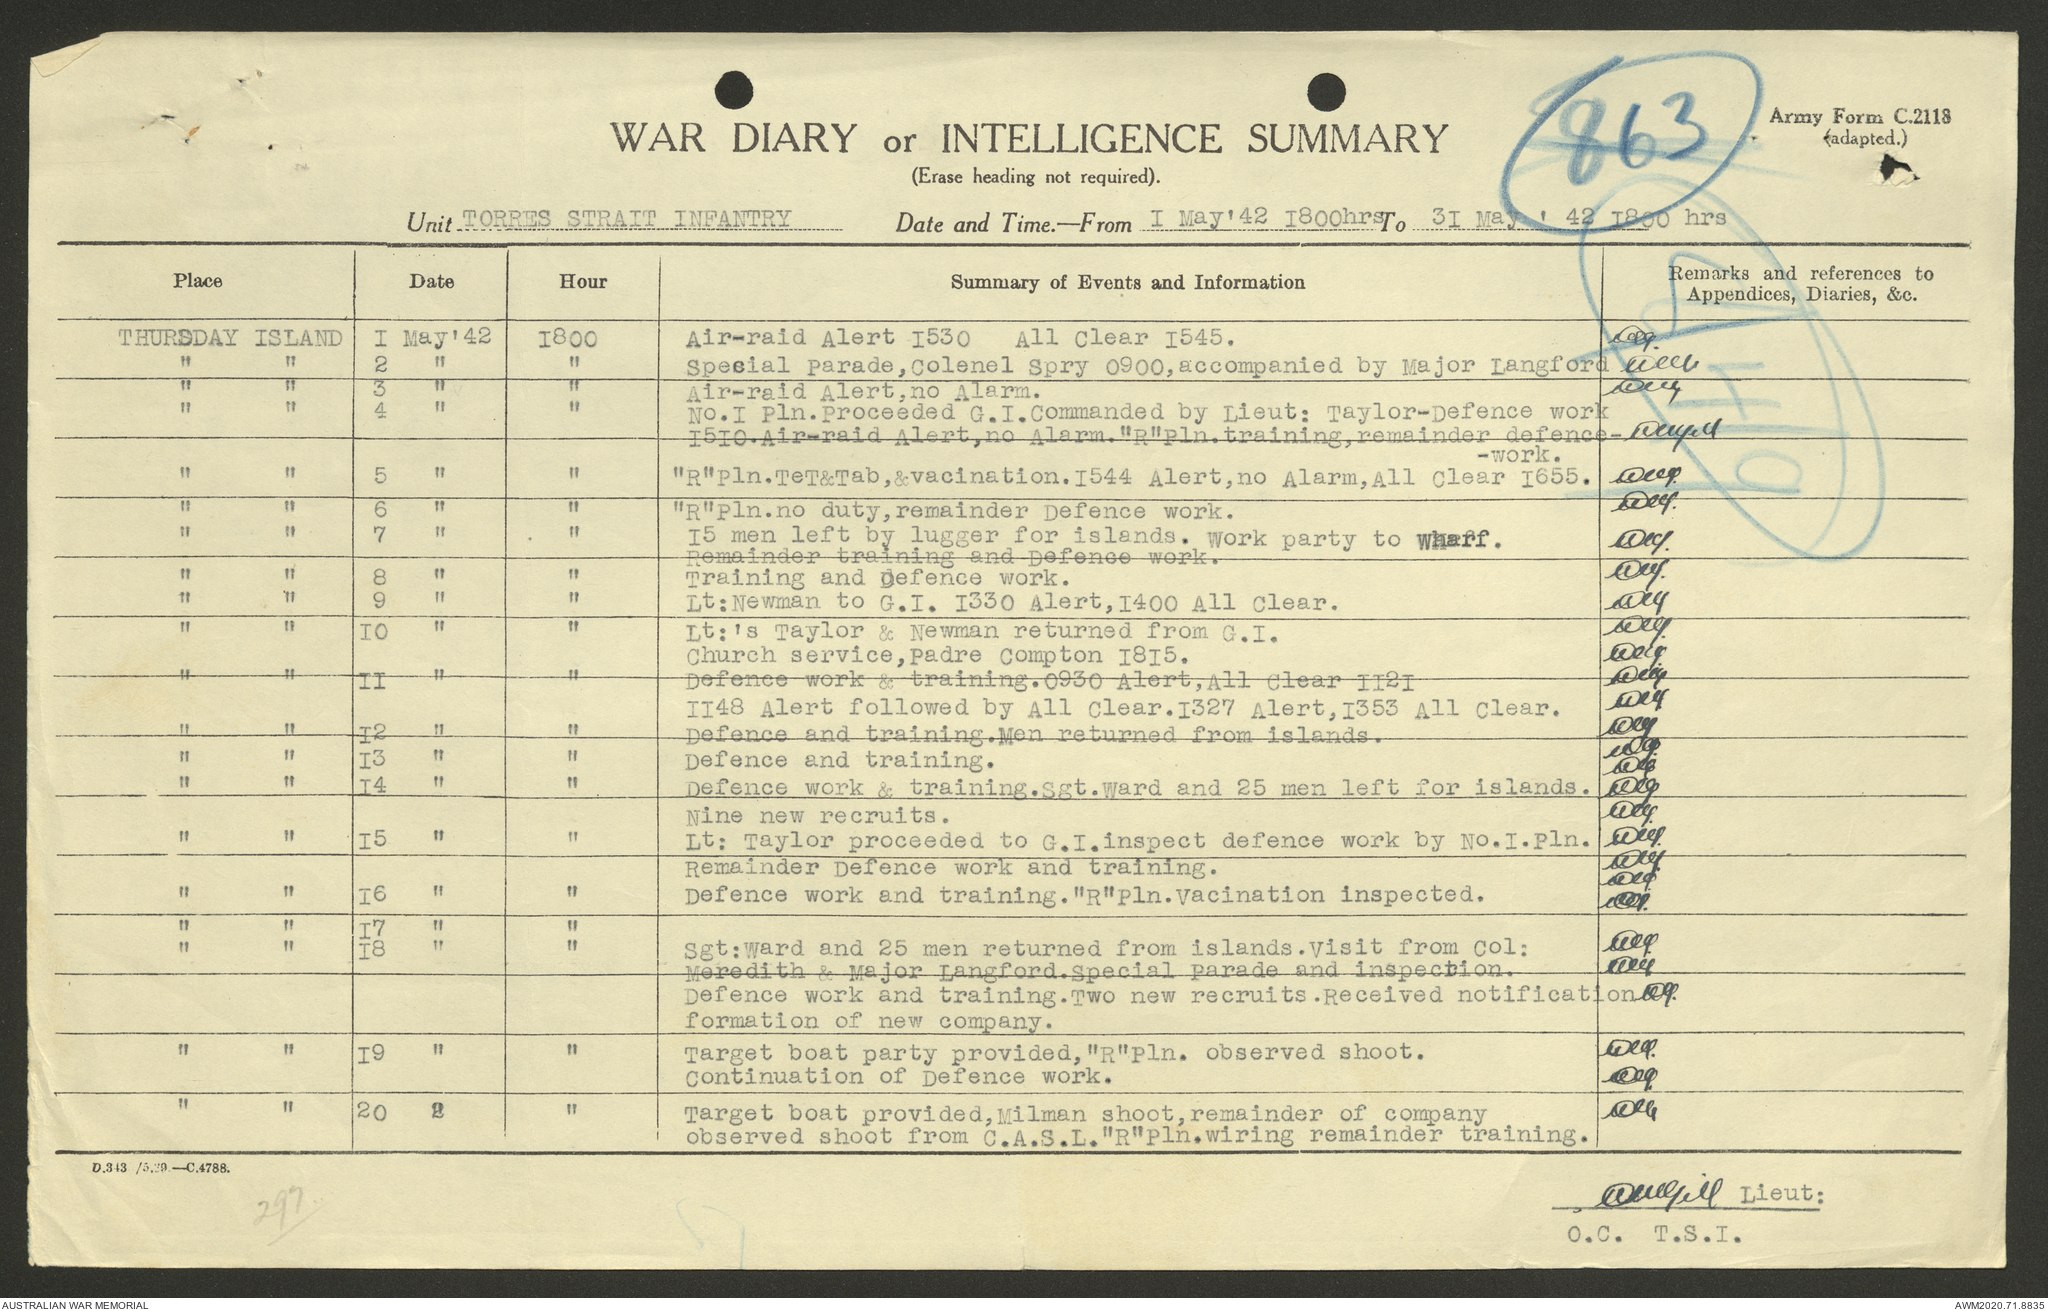 863
Army Form C.2118
(adapted.)
WAR DIARY or INTELLIGENCE SUMMARY
(Erase heading not required).
Unit TORRES STRAIT INFANTRY Date and Time.—From I May'42 I800hrs To 3I May ' 42 I800 hrs
Place Date Hour Summary of Events and Information Remarks and references to
Appendices, Diaries, &c.
THURSDAY ISLAND I May'42 I800 Air-raid Alert I530 All Clear I545.
" " 2 " " Special Parade,Colenel Spry 0900,accompanied by Major Langford
" " 3 " " Air-raid Alert,no Alarm.
" " 4 " " No.I Pln.Proceeded G.I.Commanded by Lieut: Taylor-Defence work
I5I0.Air-raid Alert,no Alarm."R"Pln.training,remainder defence-
-work.
" " 5 " " "R"Pln.TeT&Tab,&vacination.I544 Alert,no Alarm,All Clear I655.
" " 6 " " "R"Pln.no duty,remainder Defence work.
" " 7 " " I5 men left by lugger for islands. Work party to Wharf.
Remainder training and Defence work.
" " 8 " " Training and Defence work.
" " 9 " " Lt:Newman to G.I. I330 Alert,I400 All Clear.
" " I0 " " Lt:'s Taylor & Newman returned from G.I.
Church service,Padre Compton I8I5.
" " II " " Defence work & training.0930 Alert,All Clear II2I
II48 Alert followed by All Clear.I327 Alert,I353 All Clear.
" " I2 " " Defence and training.Men returned from islands.
" " I3 " " Defence and training.
" " I4 " " Defence work & training.Sgt.Ward and 25 men left for islands.
Nine new recruits.
" " I5 " " Lt: Taylor proceeded to G.I.inspect defence work by No.I.Pln.
Remainder Defence work and training.
" " I6 " " Defence work and training."R"Pln.Vacination inspected.
" " I7 " "
" " I8 " " Sgt:Ward and 25 men returned from islands.Visit from Col:
Meredith & Major Langford.Special Parade and inspection.
Defence work and training.Two new recruits.Received notification
formation of new company.
" " I9 " " Target boat party provided,"R"Pln. observed shoot.
Continuation of Defence work.
" " 20 " " Target boat provided,Milman shoot,remainder of company
observed shoot from C.A.S.L."R"Pln.wiring remainder training.
D.343 /5.39.—C.4788.
297
Lieut:
O.C. T.S.I.
AUSTRALIAN WAR MEMORIAL
AWM2020.71.8835